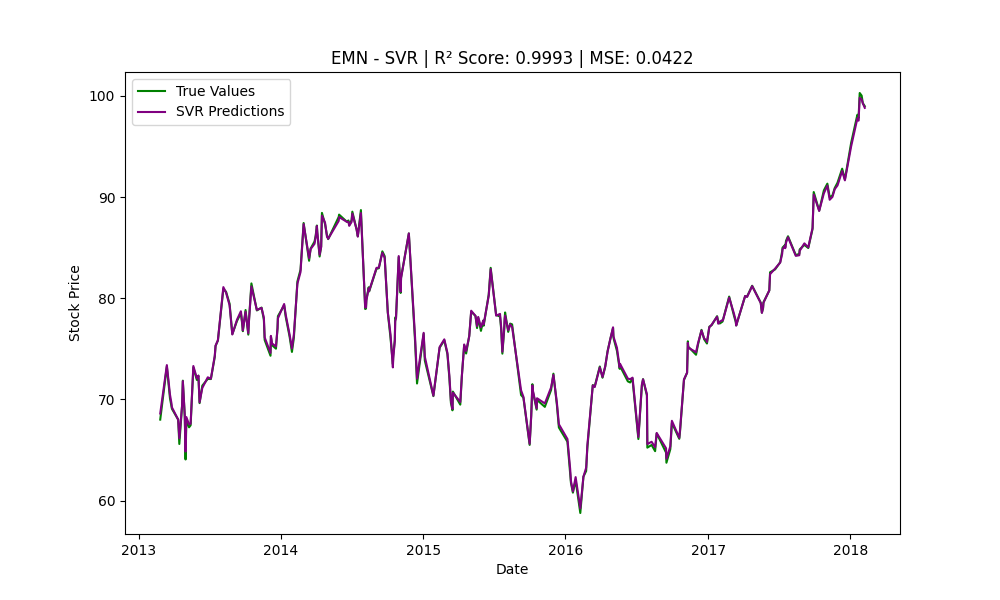 EMN - SVR | R² Score: 0.9993 | MSE: 0.0422
True Values
SVR Predictions
Stock Price
100
90
80
70
60
2013 2014 2015 2016 2017 2018
Date